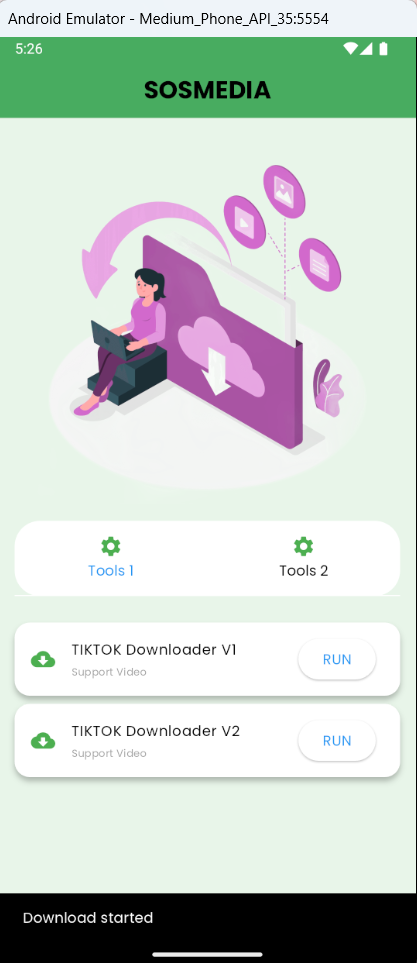 Android Emulator - Medium_Phone_API_35:5554
5:26
SOSMEDIA
Tools 1
Tools 2
TIKTOK Downloader V1
Support Video
RUN
TIKTOK Downloader V2
Support Video
RUN
Download started